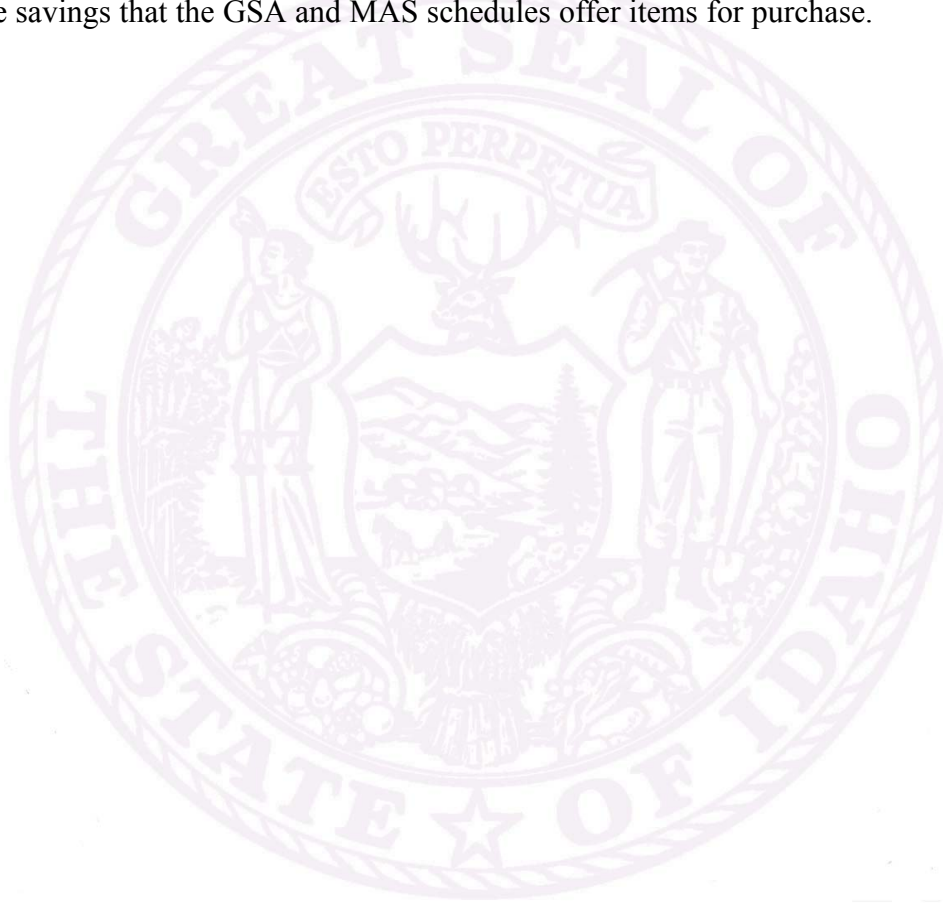 savings that the GSA and MAS schedules offer items for purchase.
THE GREAT SEAL OF
ESTO PERPETUA
THE STATE OF IDAHO